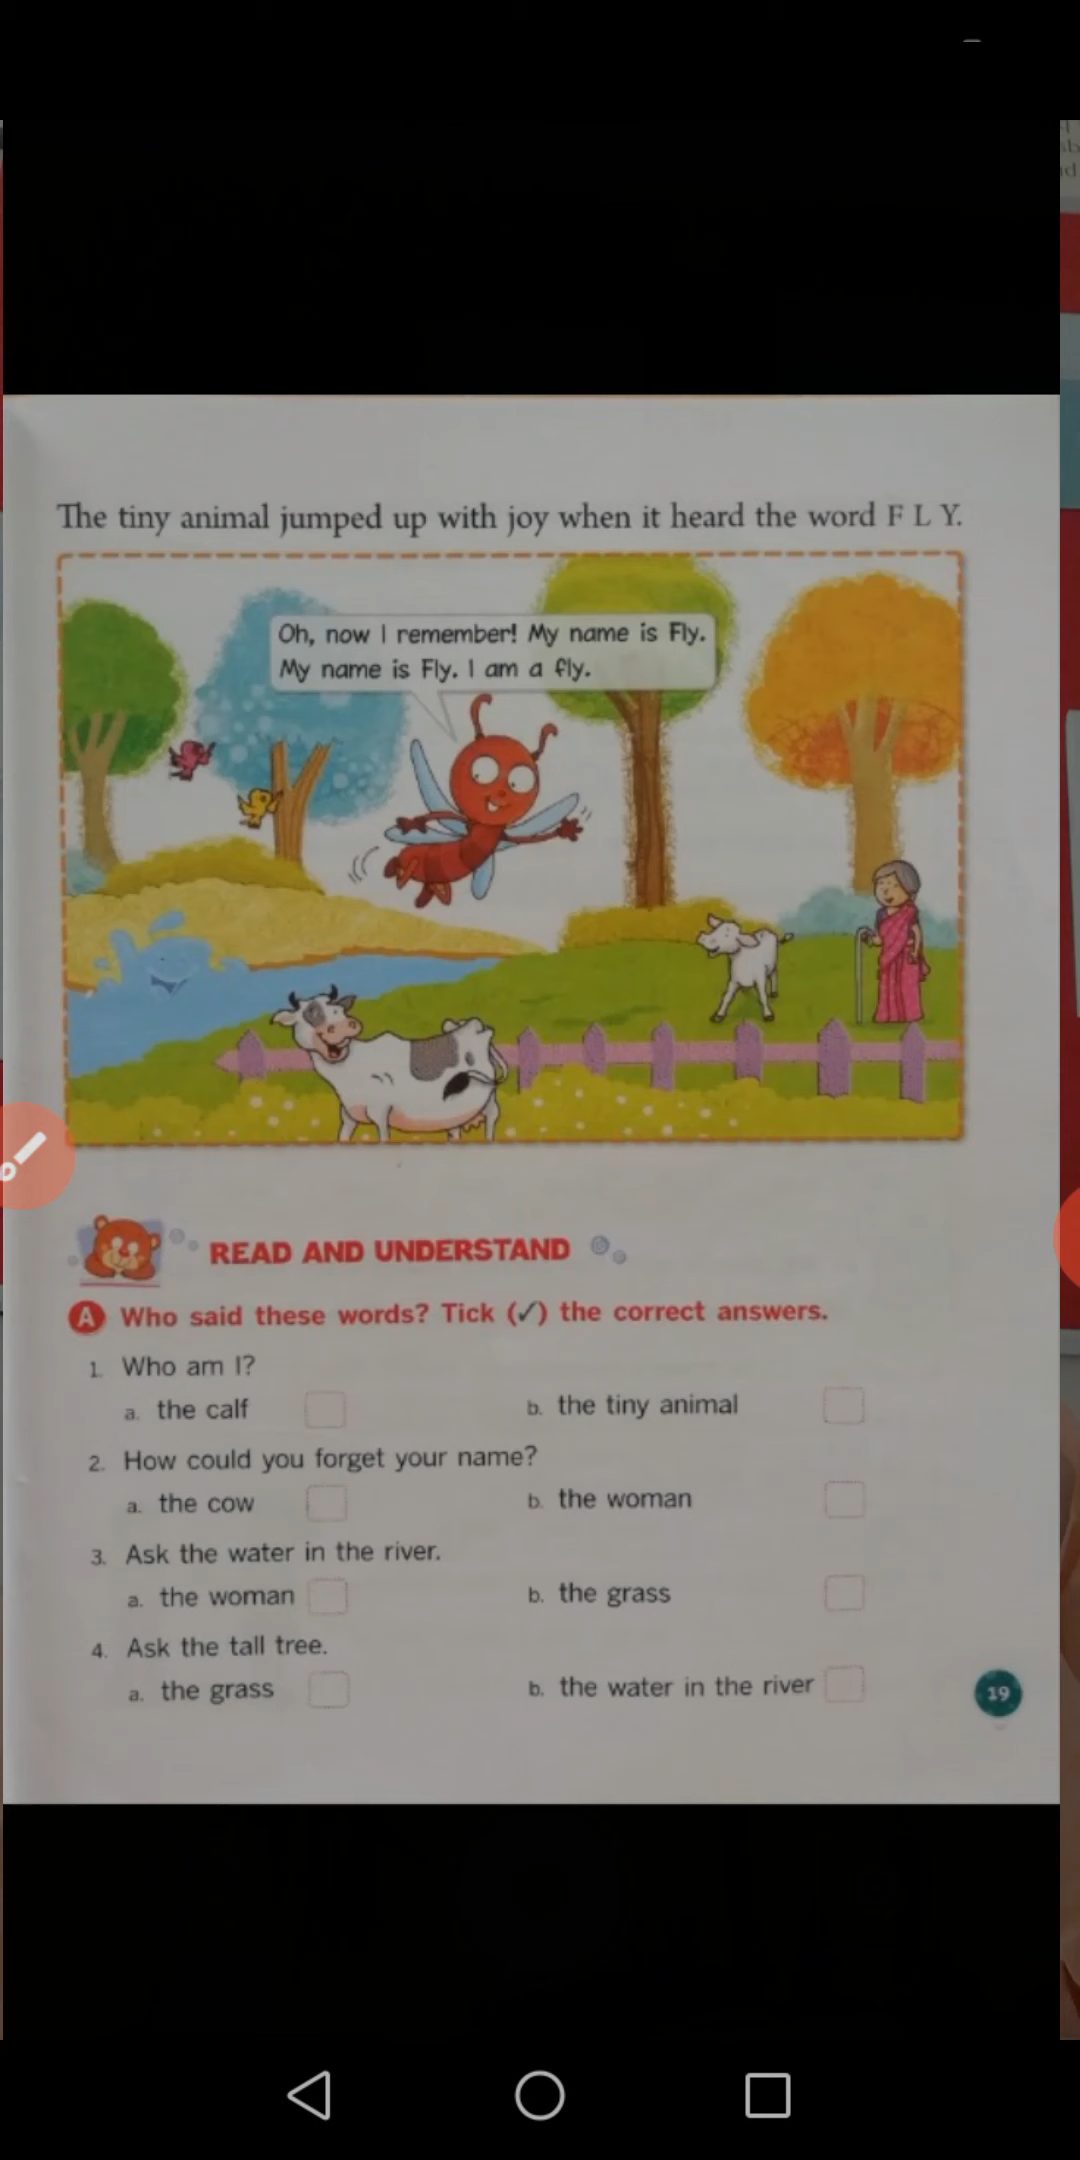 The tiny animal jumped up with joy when it heard the word F L Y.
Oh, now I remember! My name is Fly.
My name is Fly. I am a fly.
READ AND UNDERSTAND
A Who said these words? Tick (✓) the correct answers.
1. Who am I?
a. the calf b. the tiny animal
2. How could you forget your name?
a. the cow b. the woman
3. Ask the water in the river.
a. the woman b. the grass
4. Ask the tall tree.
a. the grass b. the water in the river
19